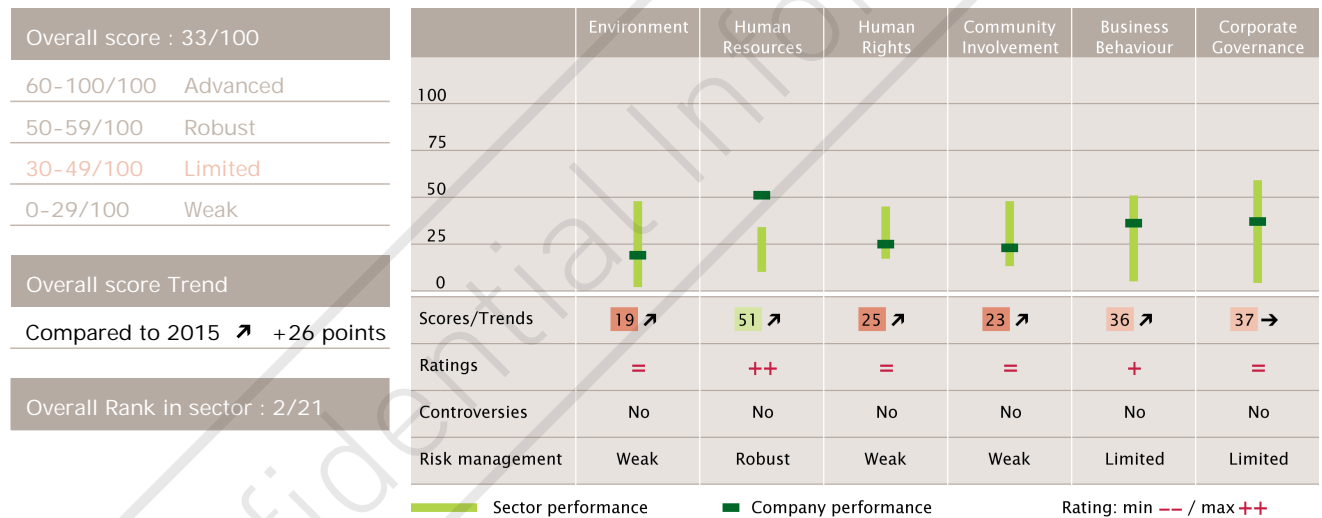 Overall score : 33/100
60-100/100 Advanced
50-59/100 Robust
30-49/100 Limited
0-29/100 Weak
Overall score Trend
Compared to 2015 ↗ +26 points
Overall Rank in sector : 2/21
Environment Human Resources Human Rights Community Involvement Business Behaviour Corporate Governance
100
75
50
25
0
Scores/Trends 19 ↗ 51 ↗ 25 ↗ 23 ↗ 36 ↗ 37 →
Ratings = ++ = = + =
Controversies No No No No No No
Risk management Weak Robust Weak Weak Limited Limited
Sector performance Company performance Rating: min -- / max ++
fidential Infor